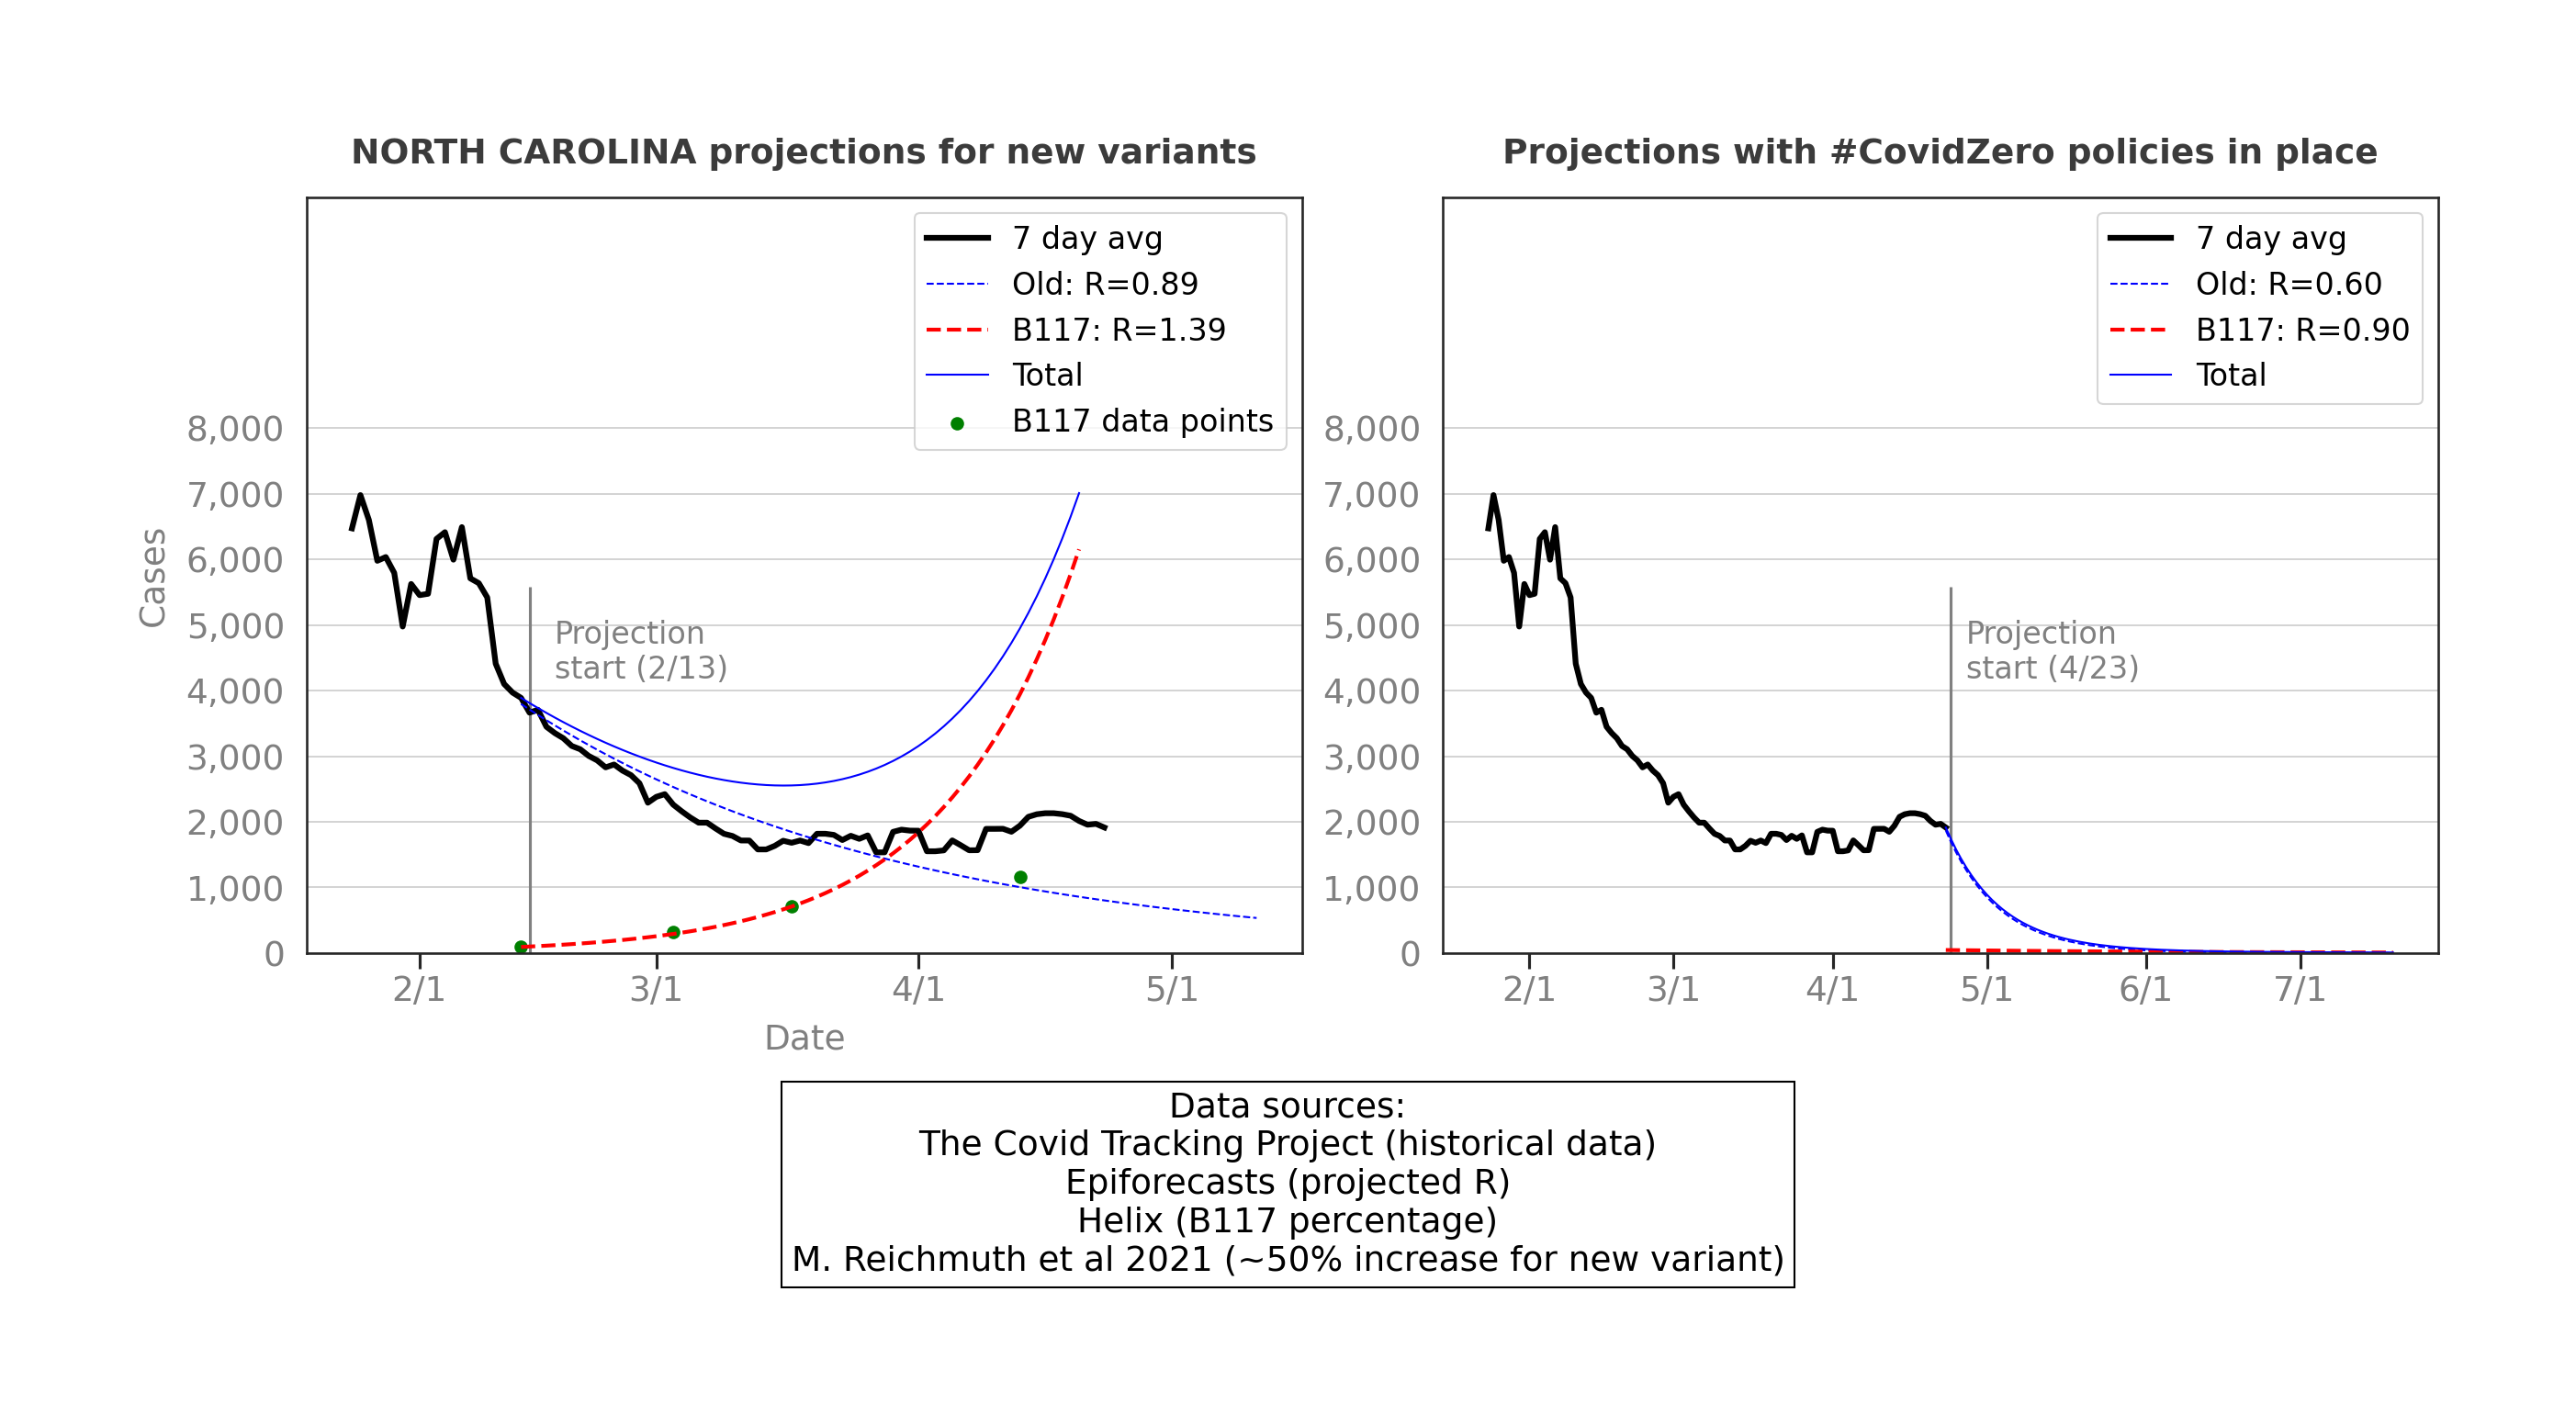 NORTH CAROLINA projections for new variants
7 day avg
Old: R=0.89
B117: R=1.39
Total
B117 data points
8,000
7,000
6,000
5,000
4,000
3,000
2,000
1,000
0
Cases
Projection
start (2/13)
2/1
3/1
4/1
5/1
Date
Projections with #CovidZero policies in place
7 day avg
Old: R=0.60
B117: R=0.90
Total
8,000
7,000
6,000
5,000
4,000
3,000
2,000
1,000
0
Projection
start (4/23)
2/1
3/1
4/1
5/1
6/1
7/1
Data sources:
The Covid Tracking Project (historical data)
Epiforecasts (projected R)
Helix (B117 percentage)
M. Reichmuth et al 2021 (~50% increase for new variant)